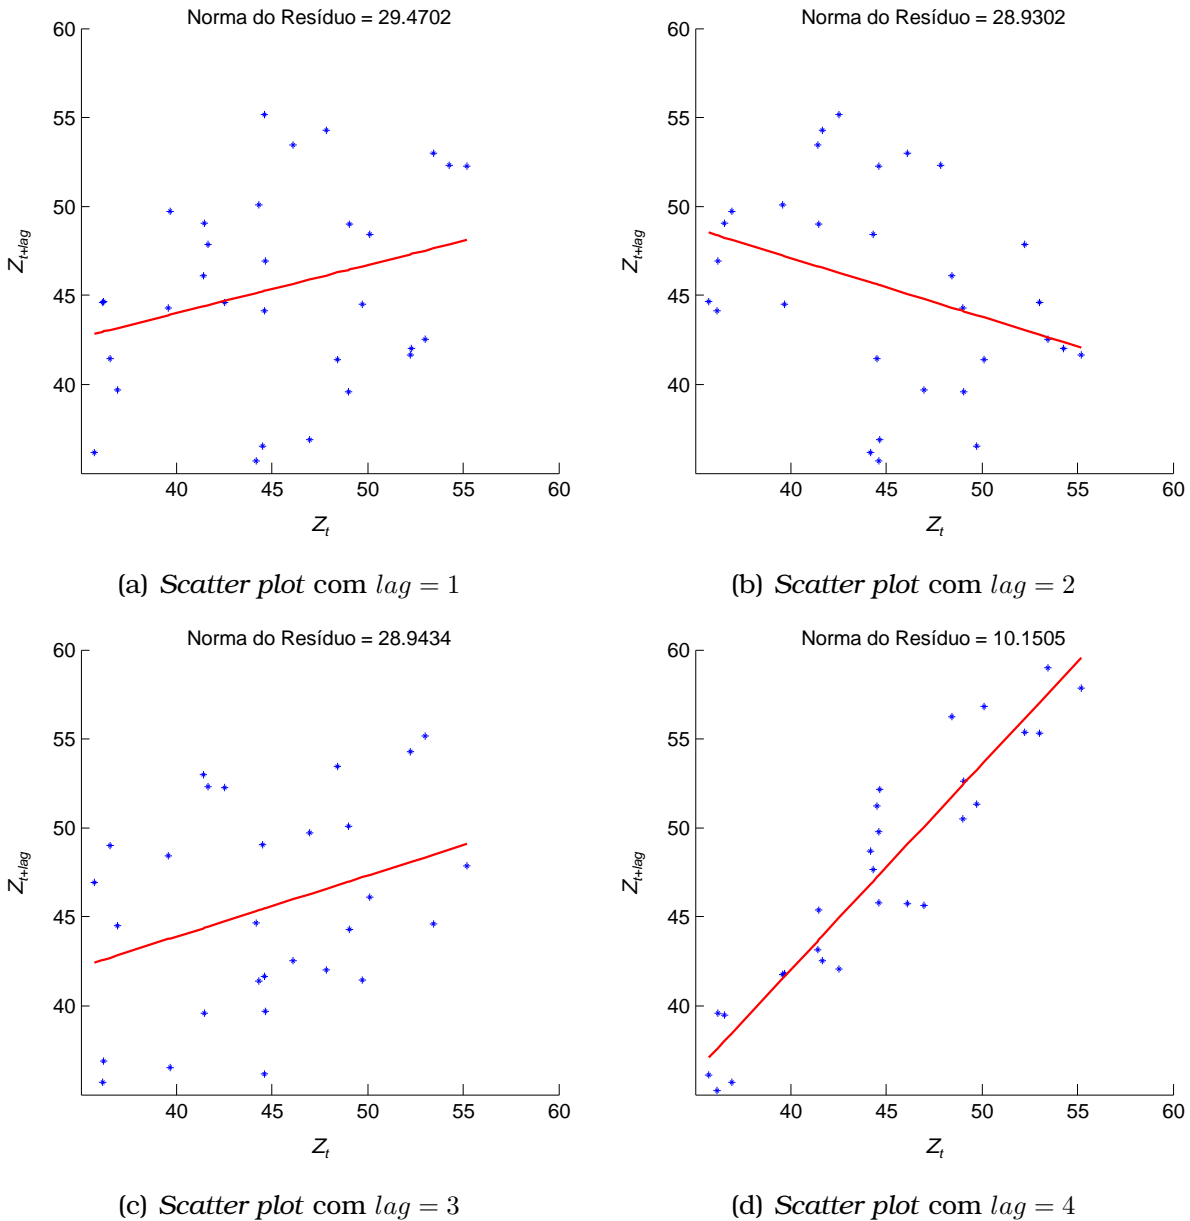 Norma do Resíduo = 29.4702
60
55
50
45
40
Z_{t+lag}
40 45 50 55 60
Z_t
(a) Scatter plot com lag = 1
Norma do Resíduo = 28.9302
60
55
50
45
40
Z_{t+lag}
40 45 50 55 60
Z_t
(b) Scatter plot com lag = 2
Norma do Resíduo = 28.9434
60
55
50
45
40
Z_{t+lag}
40 45 50 55 60
Z_t
(c) Scatter plot com lag = 3
Norma do Resíduo = 10.1505
60
55
50
45
40
Z_{t+lag}
40 45 50 55 60
Z_t
(d) Scatter plot com lag = 4